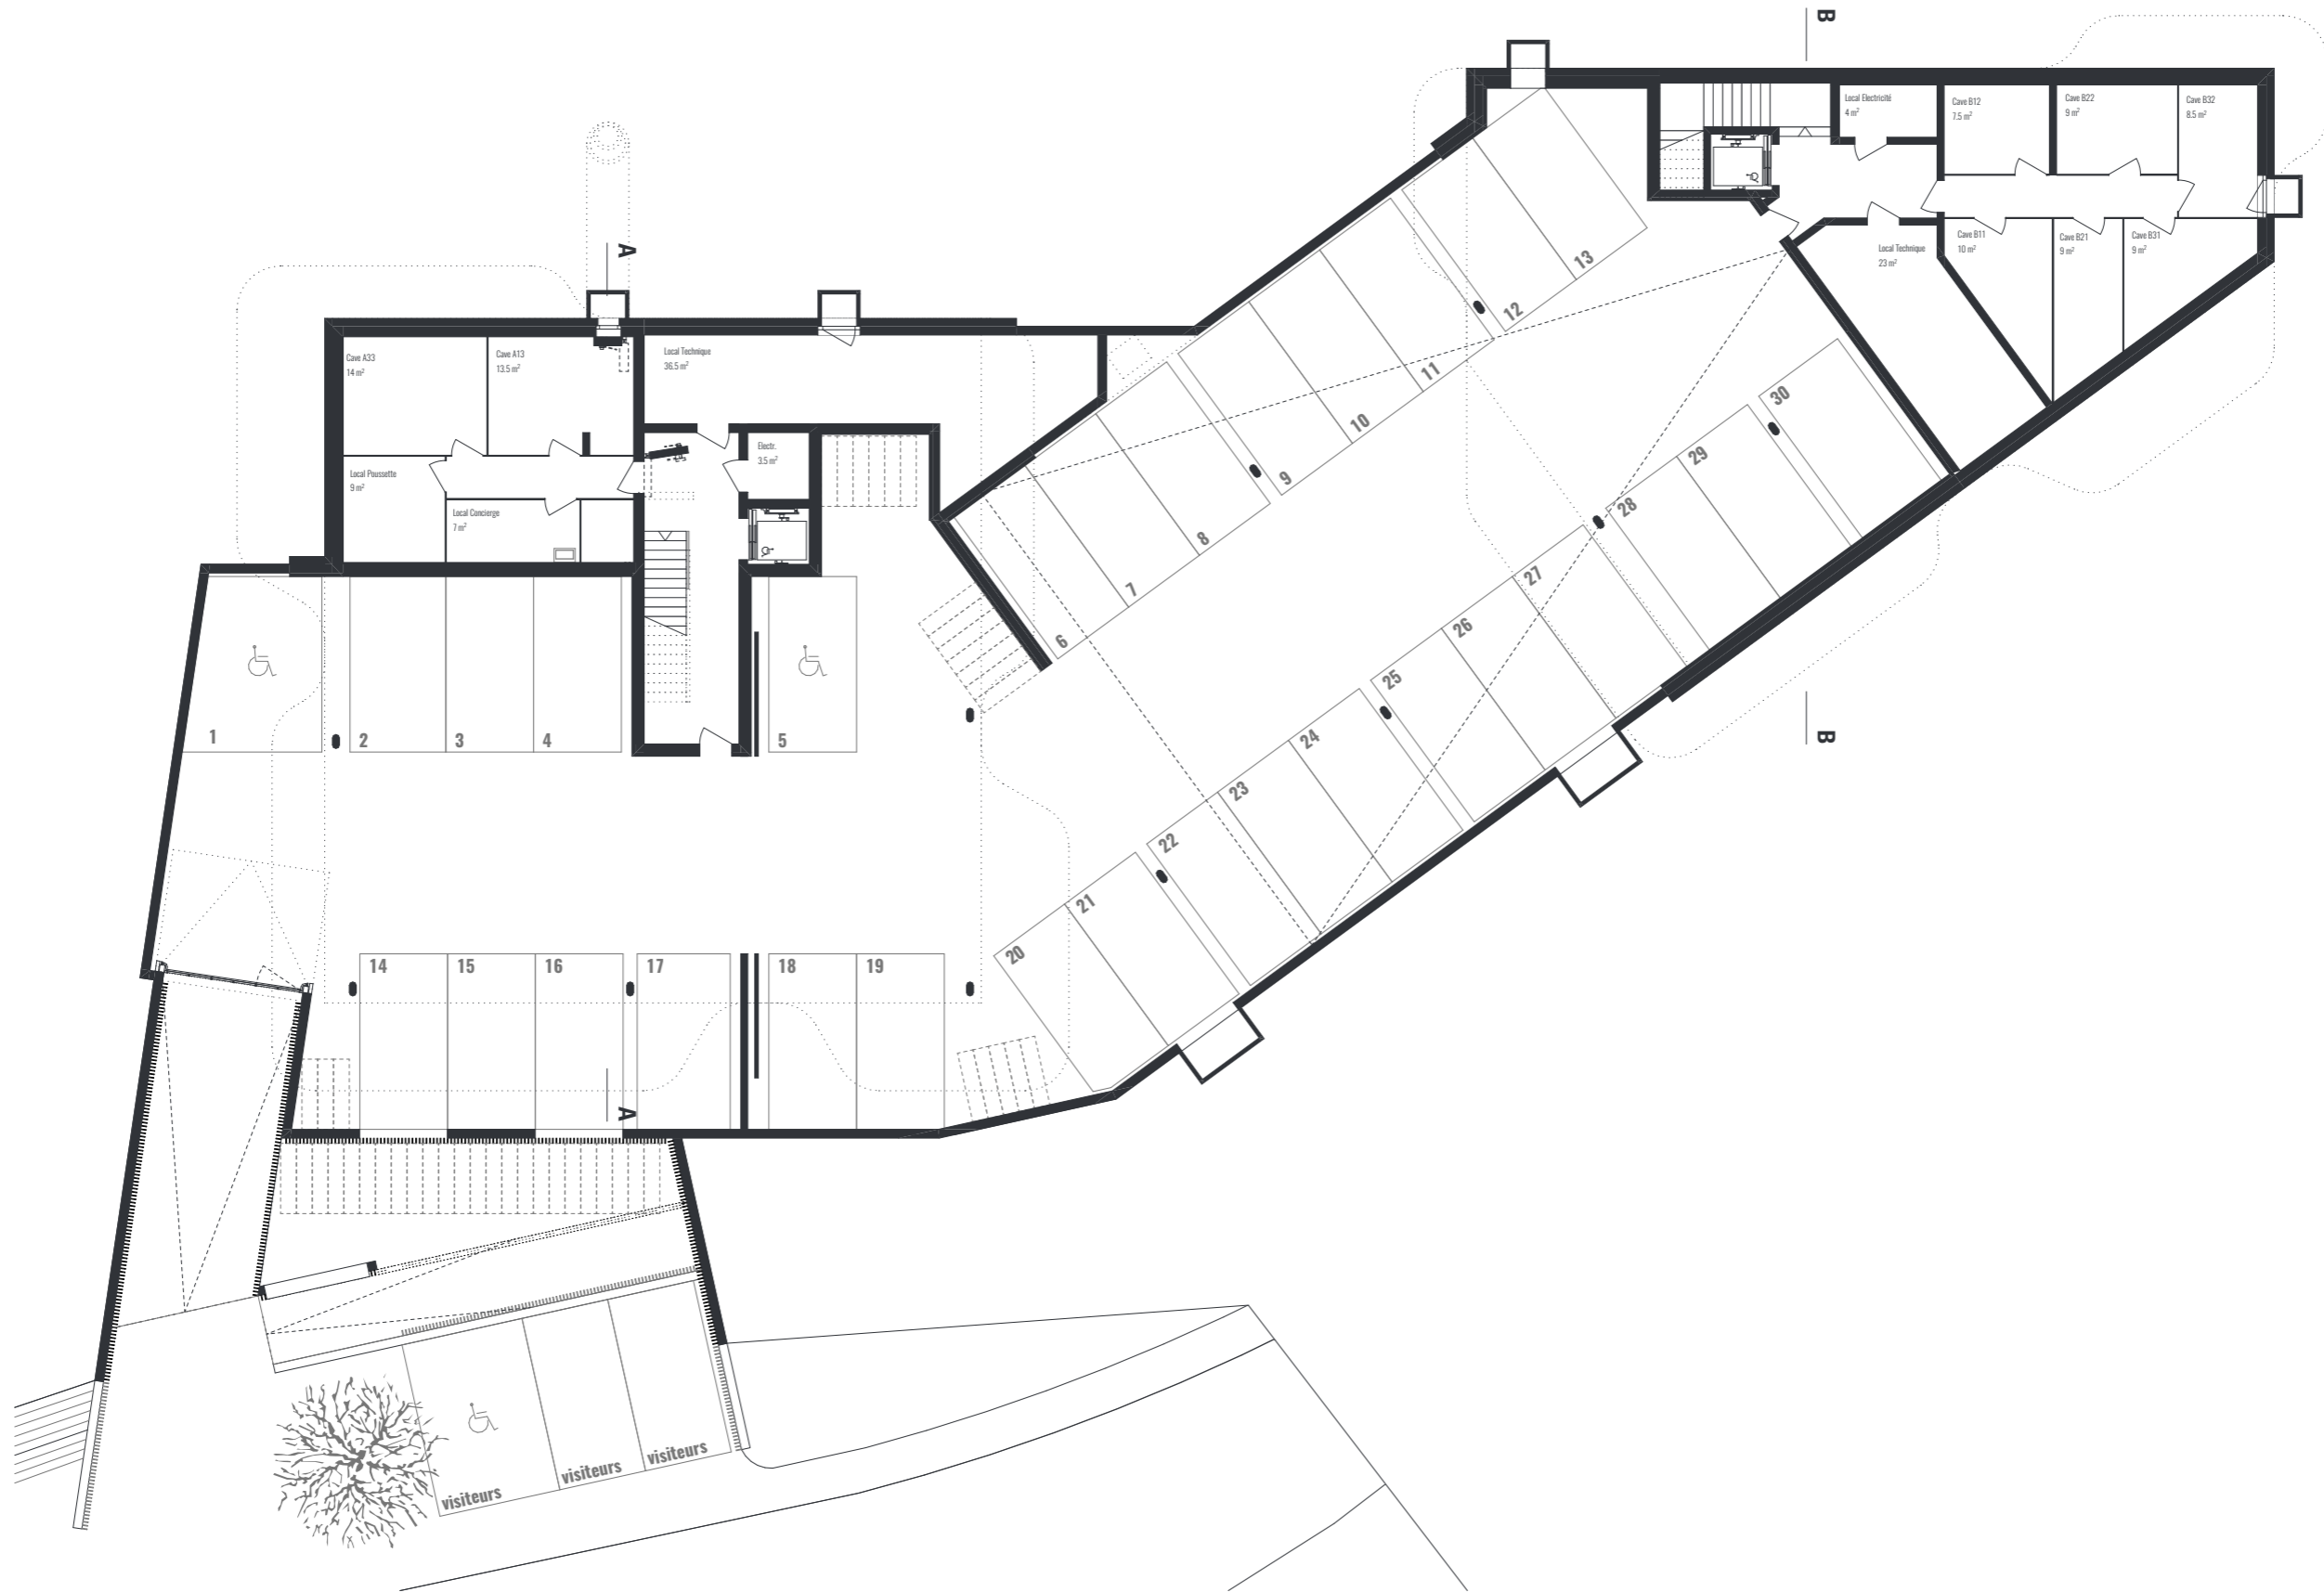 B
Local Electricité
4 m²
Cave B12
7.5 m²
Cave B22
9 m²
Cave B32
8.5 m²
A
Local Technique
23 m²
Cave B11
10 m²
Cave B21
9 m²
Cave B31
9 m²
13
12
11
10
9
8
7
6
Cave A33
14 m²
Cave A13
13.5 m²
Local Technique
36.5 m²
Electr.
3.5 m²
Local Poussette
9 m²
Local Concierge
7 m²
30
29
28
27
26
25
24
23
22
21
20
1
2
3
4
5
B
14
15
16
17
18
19
A
visiteurs
visiteurs
visiteurs